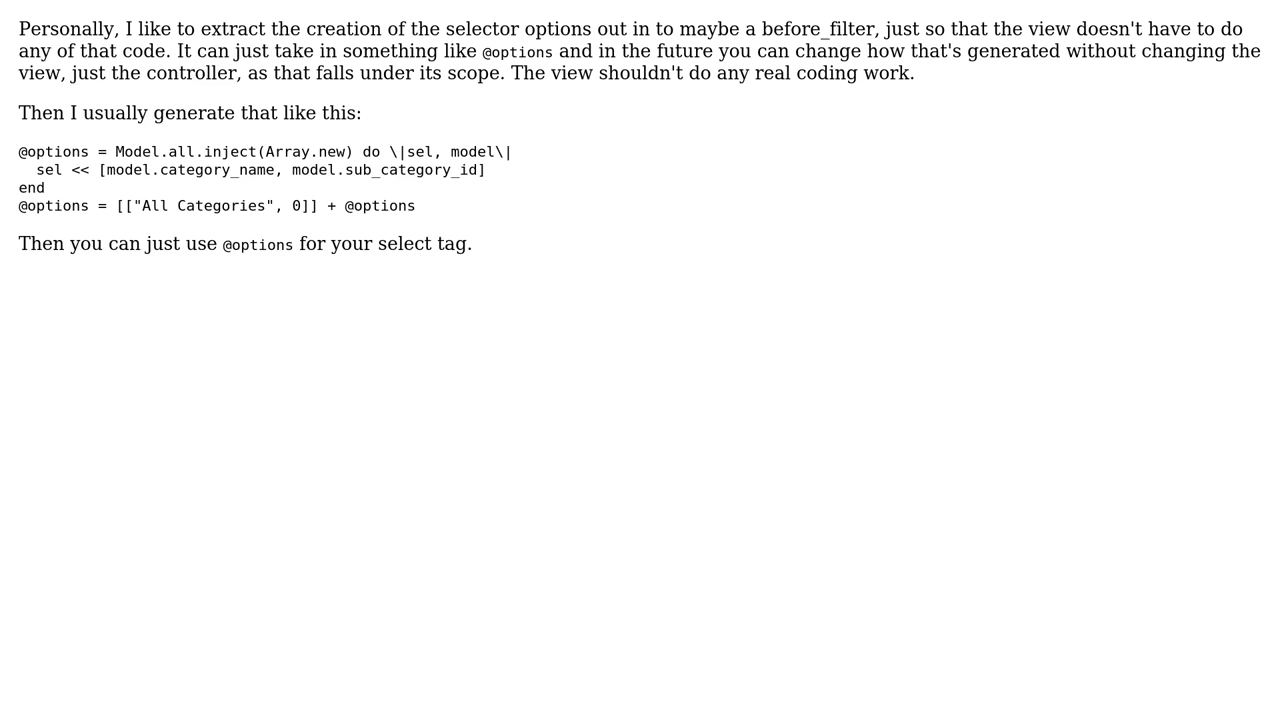 Personally, I like to extract the creation of the selector options out in to maybe a before_filter, just so that the view doesn't have to do
any of that code. It can just take in something like @options and in the future you can change how that's generated without changing the
view, just the controller, as that falls under its scope. The view shouldn't do any real coding work.
Then I usually generate that like this:
@options = Model.all.inject(Array.new) do \|sel, model\|
  sel << [model.category_name, model.sub_category_id]
end
@options = [["All Categories", 0]] + @options
Then you can just use @options for your select tag.